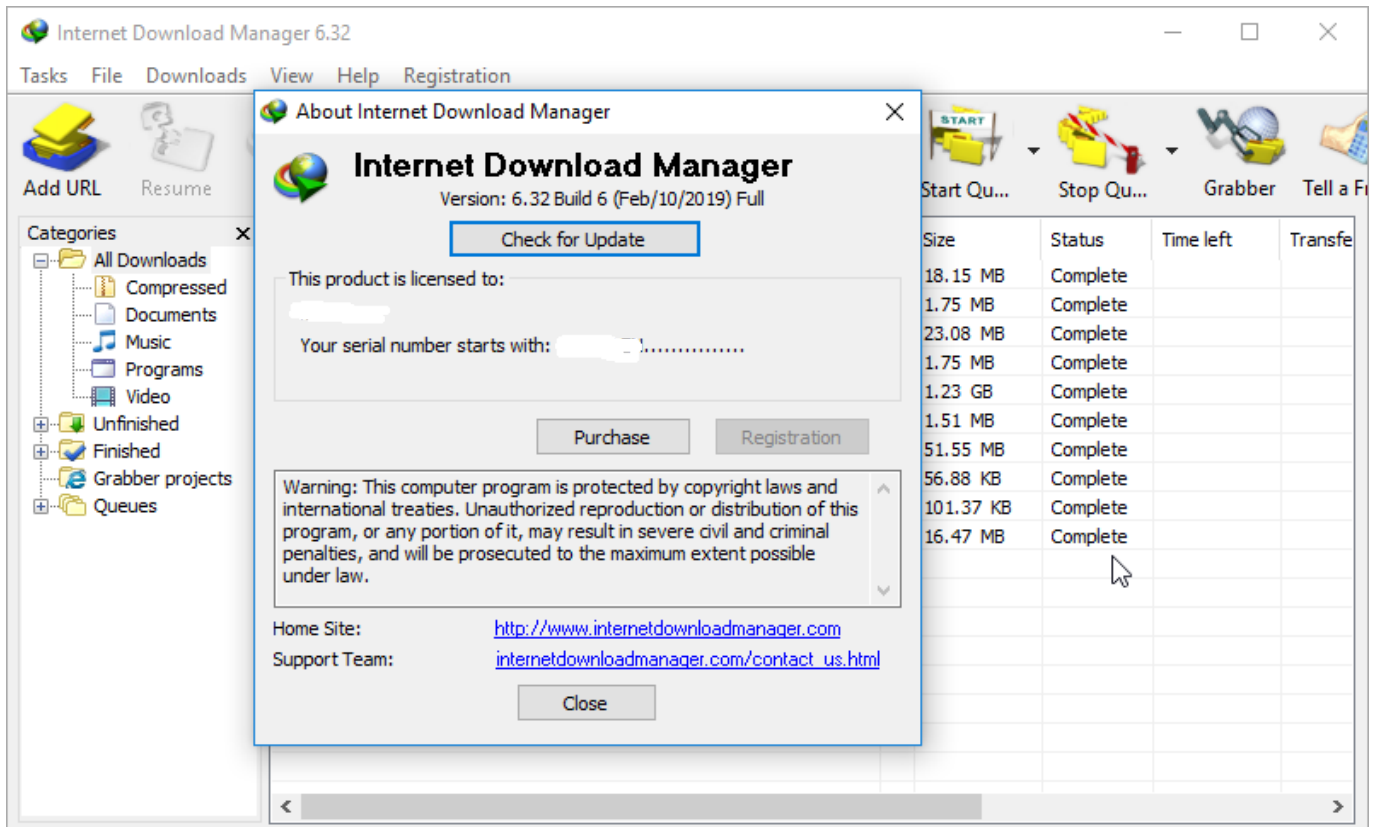 Internet Download Manager 6.32
Tasks File Downloads View Help Registration
Add URL
Resume
Start Qu...
Stop Qu...
Grabber
Tell a Fr
About Internet Download Manager
Internet Download Manager
Version: 6.32 Build 6 (Feb/10/2019) Full
Check for Update
This product is licensed to:
Your serial number starts with: ...............
Purchase
Registration
Warning: This computer program is protected by copyright laws and
international treaties. Unauthorized reproduction or distribution of this
program, or any portion of it, may result in severe civil and criminal
penalties, and will be prosecuted to the maximum extent possible
under law.
Home Site: http://www.internetdownloadmanager.com
Support Team: internetdownloadmanager.com/contact_us.html
Close
Categories
All Downloads
Compressed
Documents
Music
Programs
Video
Unfinished
Finished
Grabber projects
Queues
Size Status Time left Transfe
18.15 MB Complete
1.75 MB Complete
23.08 MB Complete
1.75 MB Complete
1.23 GB Complete
1.51 MB Complete
51.55 MB Complete
56.88 KB Complete
101.37 KB Complete
16.47 MB Complete